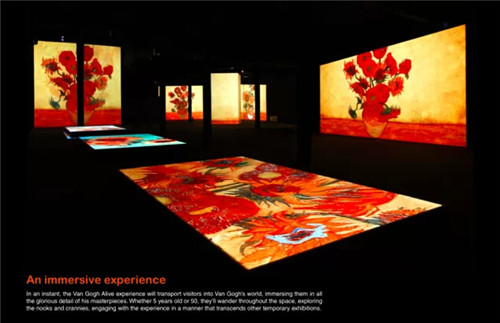 An immersive experience
In an instant, the Van Gogh Alive experience will transport visitors into Van Gogh's world, immersing them in all
the glorious detail of his masterpieces. Whether 5 years old or 50, they'll wander throughout the space, exploring
the nooks and crannies, engaging with the experience in a manner that transcends other temporary exhibitions.